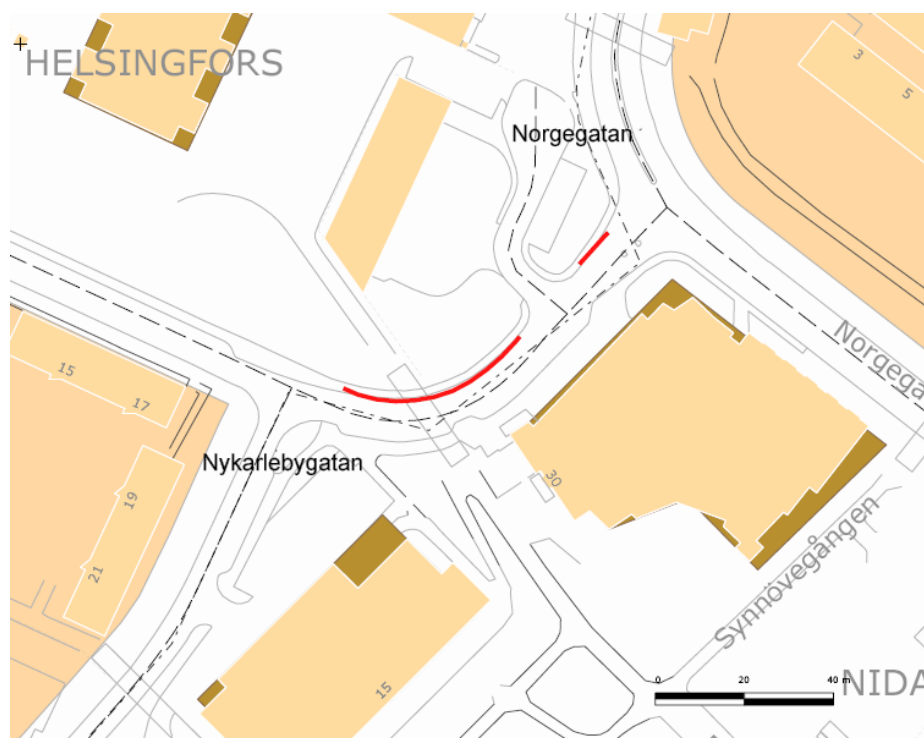 HELSINGFORS
3
5
Norgegatan
Norgega
15
17
Nykarlebygatan
19
30
21
Synnövegången
15
0 20 40 m
NIDA